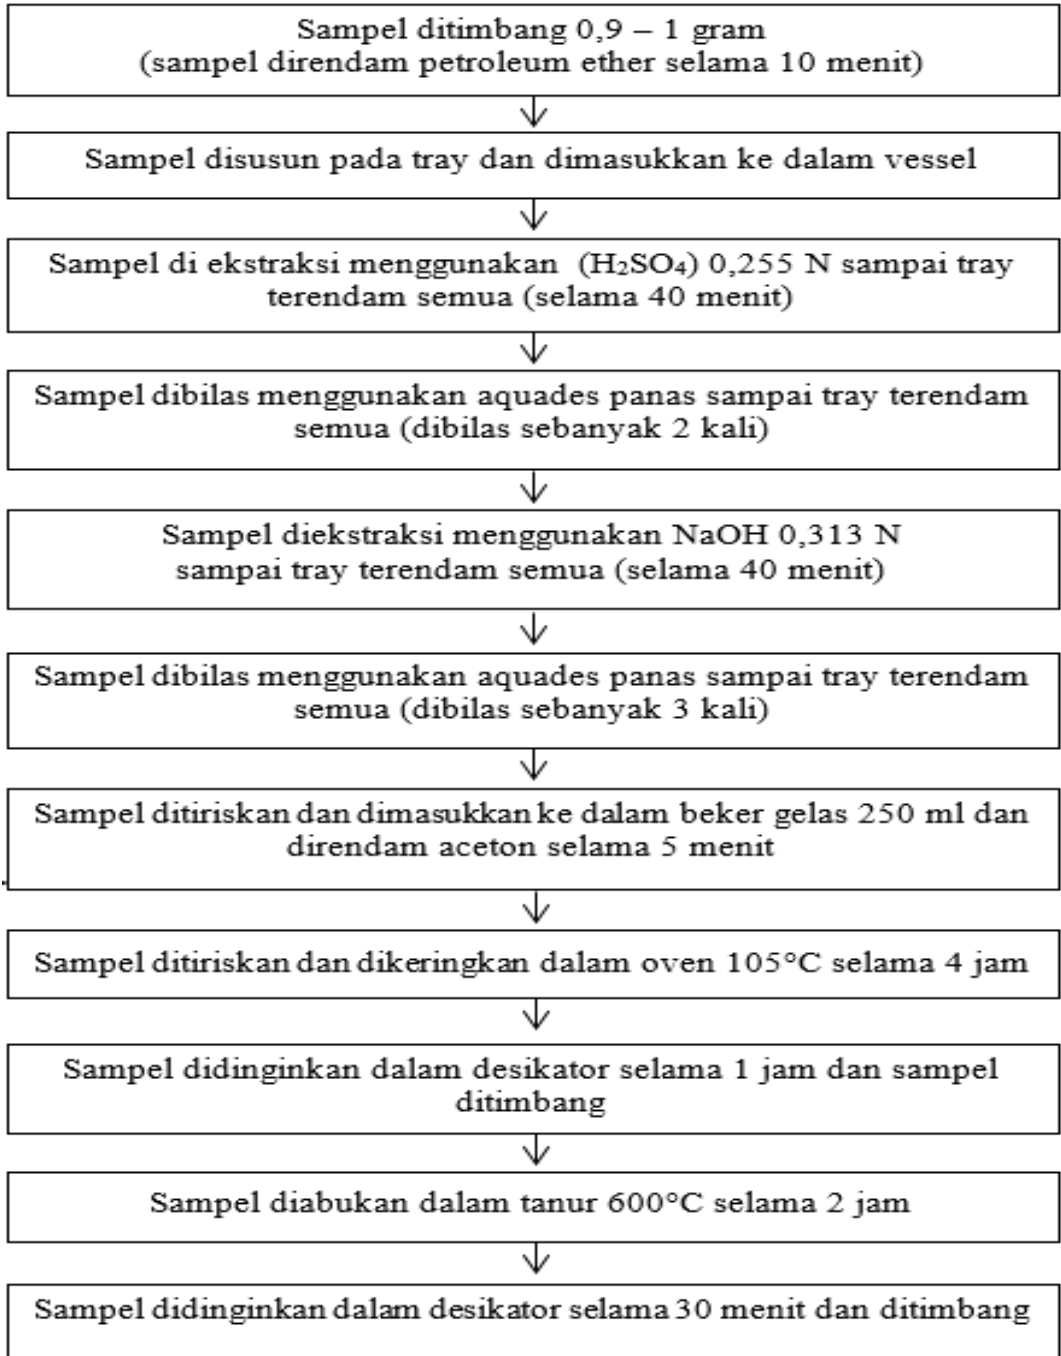 Sampel ditimbang 0,9 – 1 gram
(sampel direndam petroleum ether selama 10 menit)
Sampel disusun pada tray dan dimasukkan ke dalam vessel
Sampel di ekstraksi menggunakan (H₂SO₄) 0,255 N sampai tray
terendam semua (selama 40 menit)
Sampel dibilas menggunakan aquades panas sampai tray terendam
semua (dibilas sebanyak 2 kali)
Sampel diekstraksi menggunakan NaOH 0,313 N
sampai tray terendam semua (selama 40 menit)
Sampel dibilas menggunakan aquades panas sampai tray terendam
semua (dibilas sebanyak 3 kali)
Sampel ditiriskan dan dimasukkan ke dalam beker gelas 250 ml dan
direndam aceton selama 5 menit
Sampel ditiriskan dan dikeringkan dalam oven 105°C selama 4 jam
Sampel didinginkan dalam desikator selama 1 jam dan sampel
ditimbang
Sampel diabukan dalam tanur 600°C selama 2 jam
Sampel didinginkan dalam desikator selama 30 menit dan ditimbang